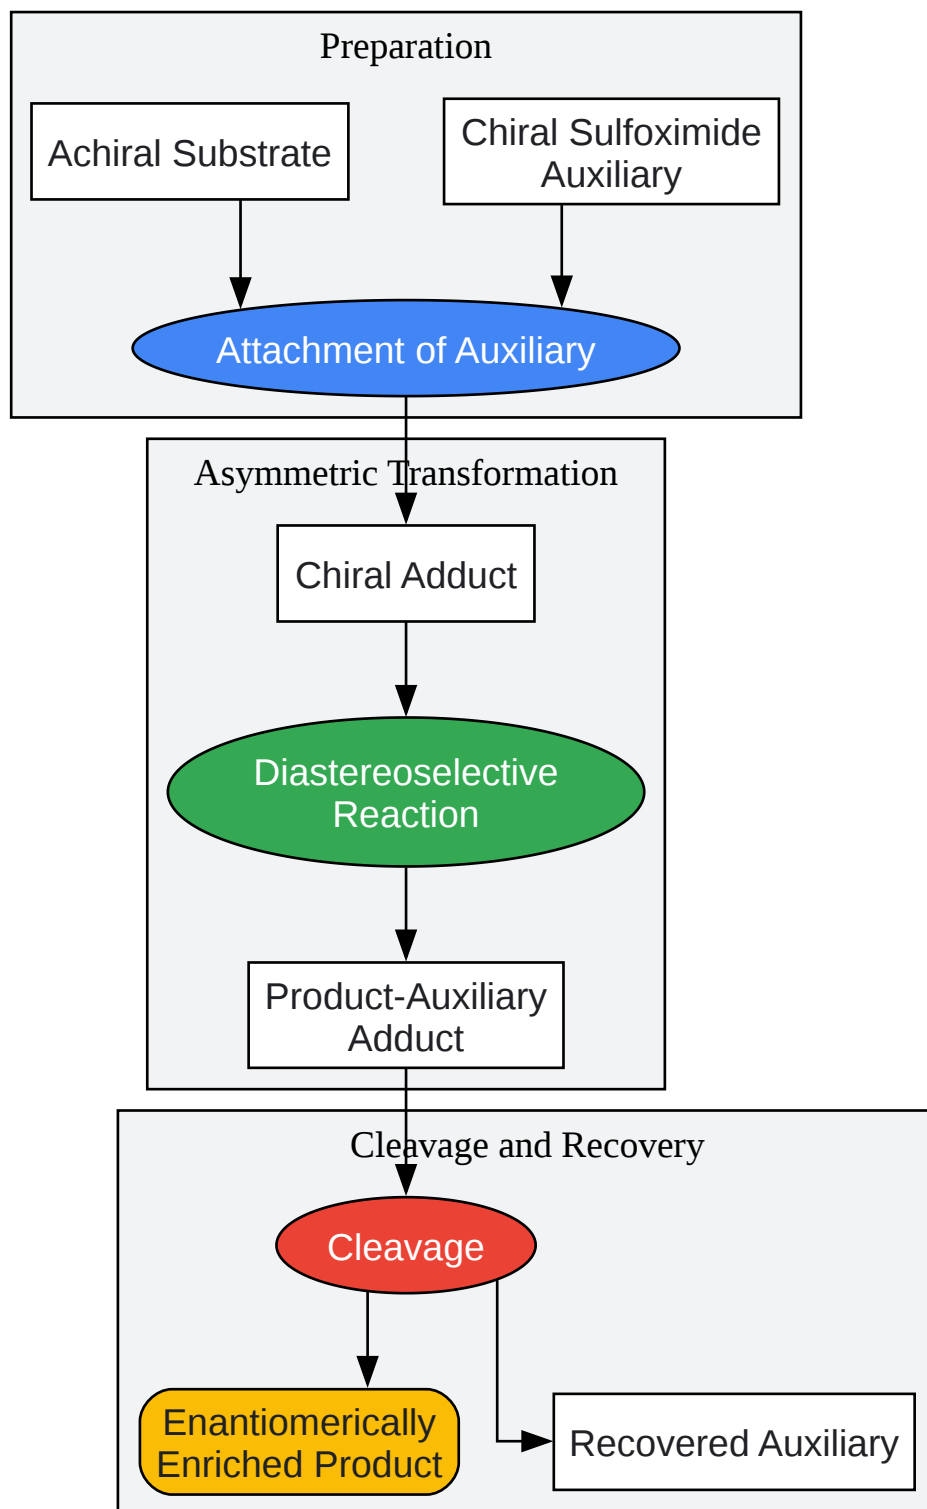 Preparation
Achiral Substrate
Chiral Sulfoximide
Auxiliary
Attachment of Auxiliary
Asymmetric Transformation
Chiral Adduct
Diastereoselective
Reaction
Product-Auxiliary
Adduct
Cleavage and Recovery
Cleavage
Enantiomerically
Enriched Product
Recovered Auxiliary